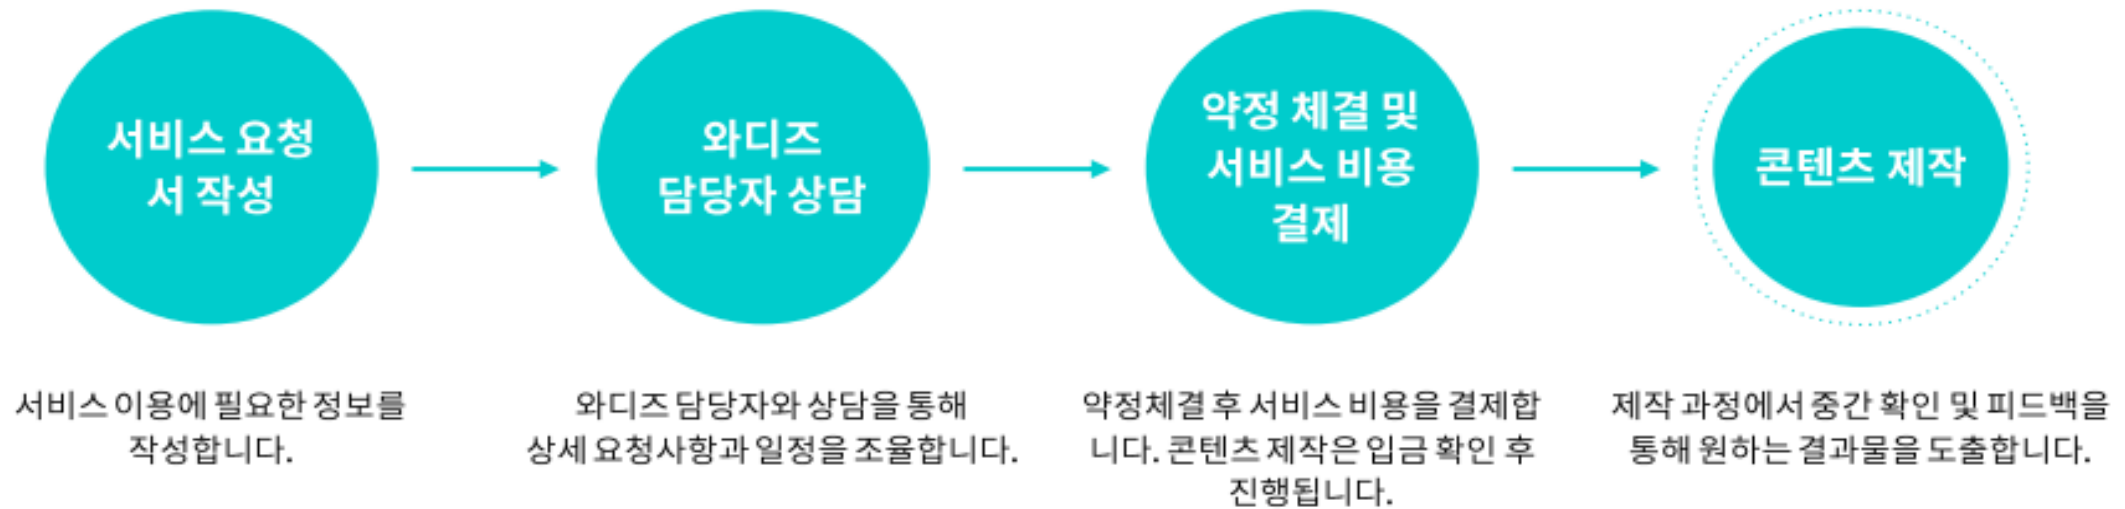 서비스 요청
서 작성
와디즈
담당자 상담
약정 체결 및
서비스 비용
결제
콘텐츠 제작
서비스 이용에 필요한 정보를
작성합니다.
와디즈 담당자와 상담을 통해
상세 요청사항과 일정을 조율합니다.
약정체결 후 서비스 비용을 결제합
니다. 콘텐츠 제작은 입금 확인 후
진행됩니다.
제작 과정에서 중간 확인 및 피드백을
통해 원하는 결과물을 도출합니다.